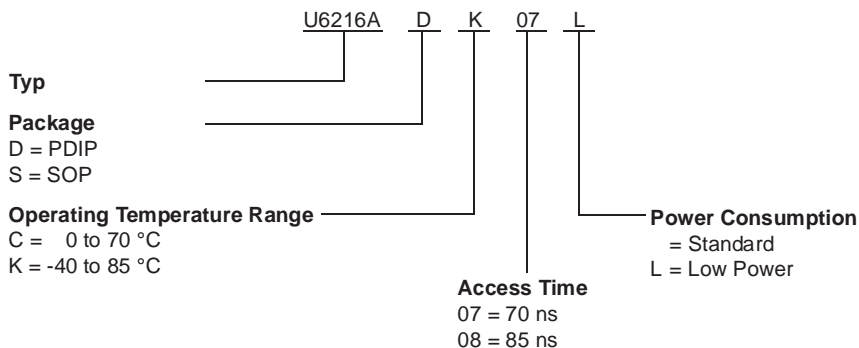 U6216A D K 07 L
Typ
Package
D = PDIP
S = SOP
Operating Temperature Range
C = 0 to 70 °C
K = -40 to 85 °C
Power Consumption
= Standard
L = Low Power
Access Time
07 = 70 ns
08 = 85 ns